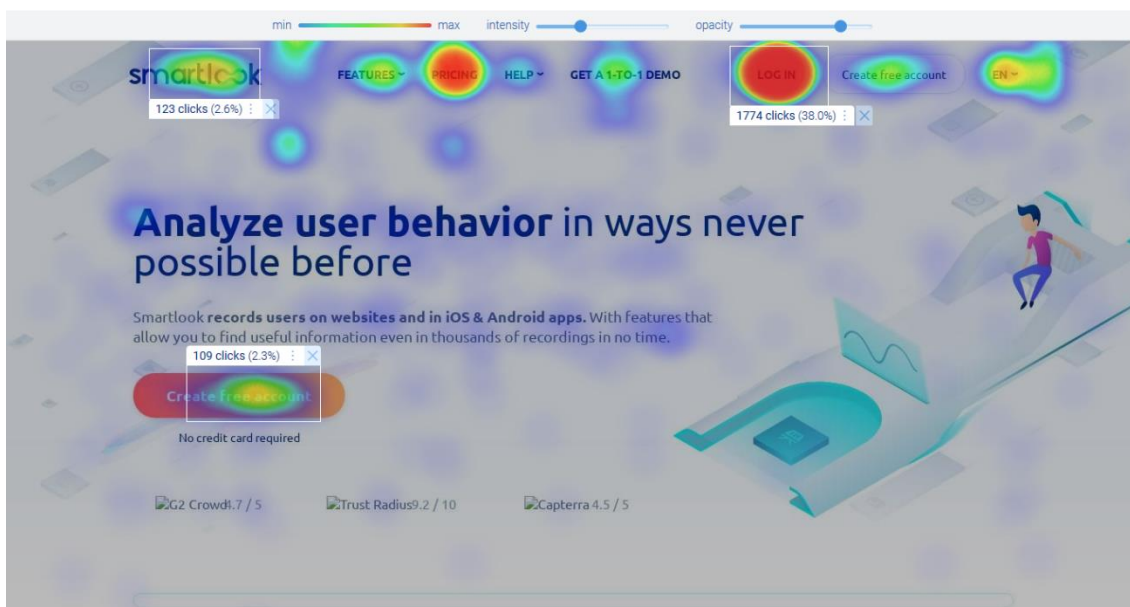 min max intensity opacity
smartlook FEATURES PRICING HELP GET A 1-TO-1 DEMO LOG IN Create free account EN
123 clicks (2.6%)
1774 clicks (38.0%)
Analyze user behavior in ways never
possible before
Smartlook records users on websites and in iOS & Android apps. With features that
allow you to find useful information even in thousands of recordings in no time.
109 clicks (2.3%)
Create free account
No credit card required
G2 Crowd4.7 / 5 Trust Radius9.2 / 10 Capterra 4.5 / 5